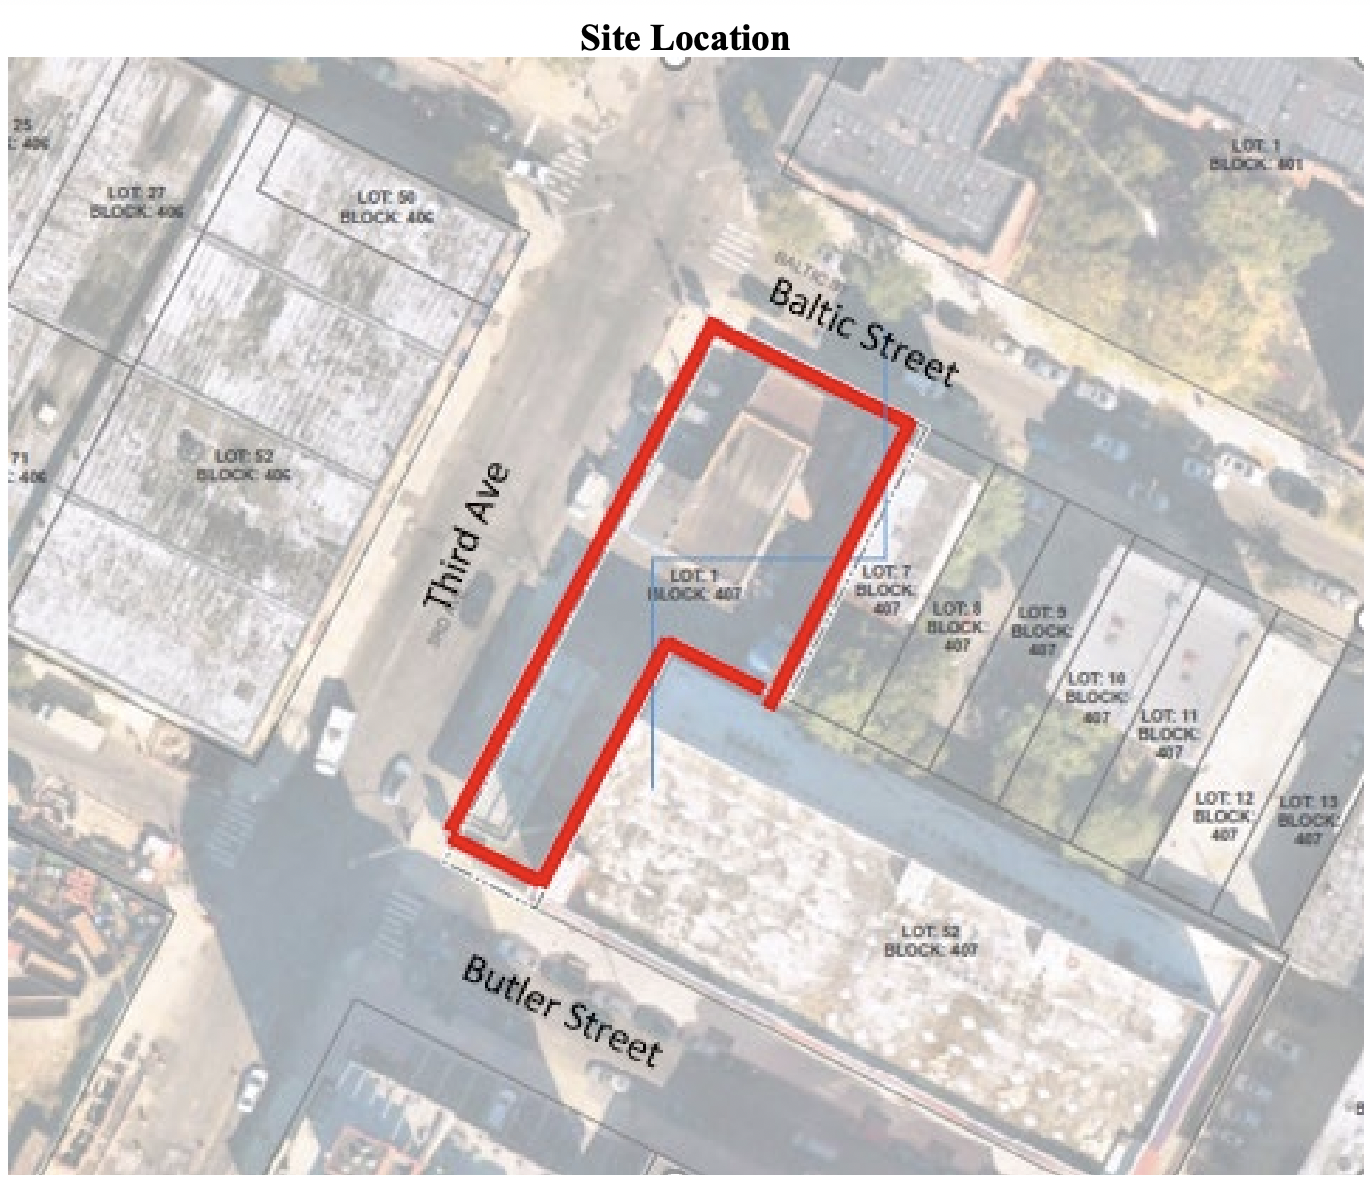 Site Location
25
: 406
LOT: 27
BLOCK: 406
LOT: 50
BLOCK: 406
LOT: 1
BLOCK: 401
BALTIC
Baltic Street
71
: 406
LOT: 52
BLOCK: 406
Third Ave
LOT: 1
BLOCK: 407
LOT: 7
BLOCK:
407
LOT: 8
BLOCK:
407
LOT: 9
BLOCK:
407
LOT: 10
BLOCK:
407
LOT: 11
BLOCK:
407
LOT: 12
BLOCK:
407
LOT: 13
BLOCK:
407
LOT: 52
BLOCK: 407
Butler Street